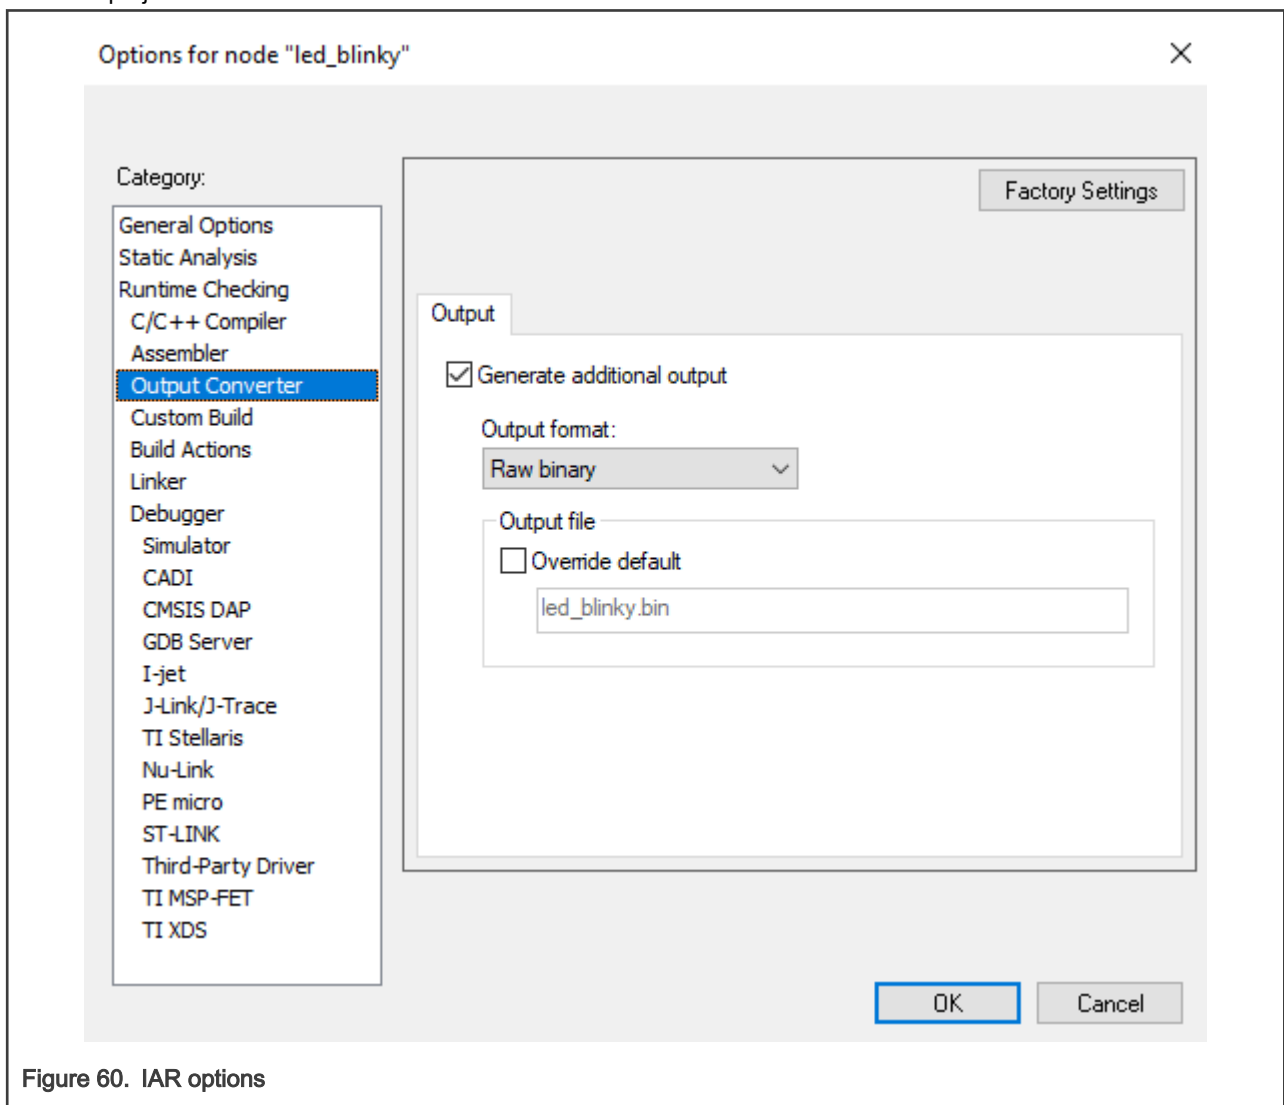 Options for node "led_blinky"
Category:
Factory Settings
General Options
Static Analysis
Runtime Checking
C/C++ Compiler
Assembler
Output Converter
Custom Build
Build Actions
Linker
Debugger
Simulator
CADI
CMSIS DAP
GDB Server
I-jet
J-Link/J-Trace
TI Stellaris
Nu-Link
PE micro
ST-LINK
Third-Party Driver
TI MSP-FET
TI XDS
Output
Generate additional output
Output format:
Raw binary
Output file
Override default
led_blinky.bin
OK
Cancel
Figure 60. IAR options